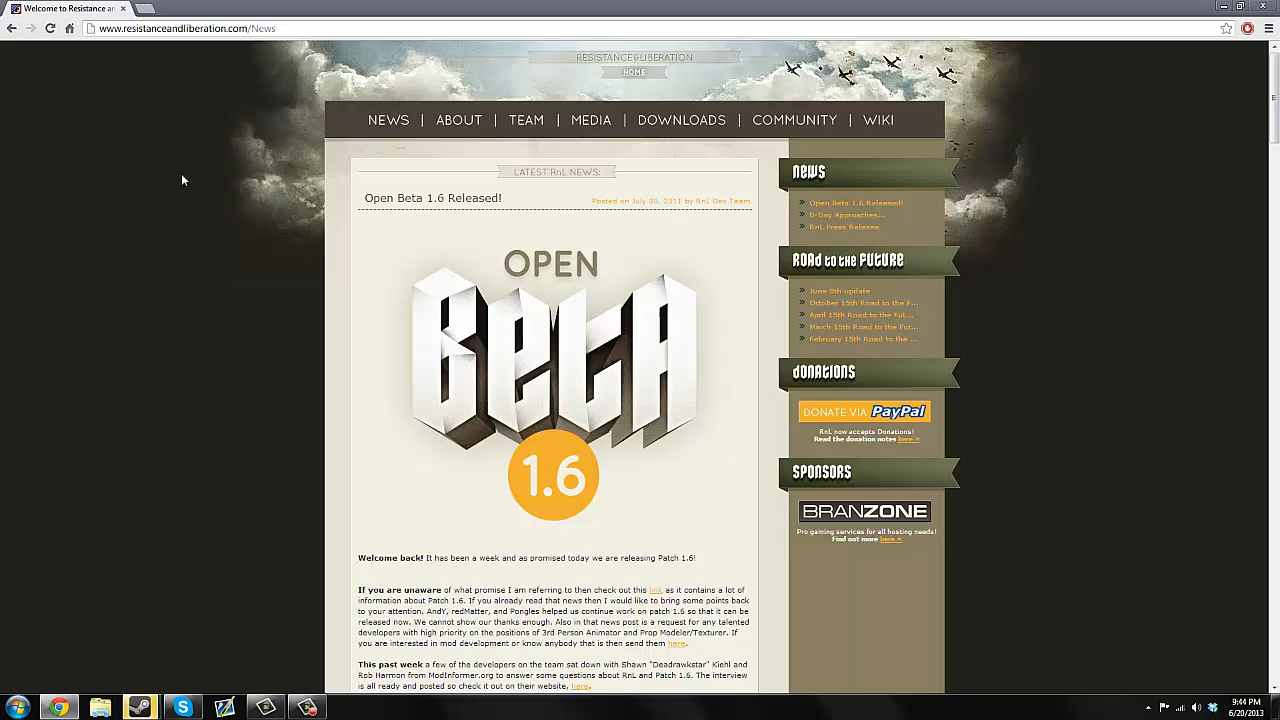 Welcome to Resistance an
www.resistanceandliberation.com/News
RESISTANCE&LIBERATION
HOME
NEWS | ABOUT | TEAM | MEDIA | DOWNLOADS | COMMUNITY | WIKI
LATEST RnL NEWS:
Open Beta 1.6 Released!
Posted on July 30, 2011 by RnL Dev Team
OPEN
BetA
1.6
Welcome back! It has been a week and as promised today we are releasing Patch 1.6!
If you are unaware of what promise I am referring to then check out this link as it contains a lot of
information about Patch 1.6. If you already read that news then I would like to bring some points back
to your attention. AndY, redMatter, and Pongles helped us continue work on patch 1.6 so that it can be
released now. We cannot show our thanks enough. Also in that news post is a request for any talented
developers with high priority on the positions of 3rd Person Animator and Prop Modeler/Texturer. If
you are interested in mod development or know anybody that is then send them here.
This past week a few of the developers on the team sat down with Shawn "Deadrawkstar" Kiehl and
Rob Harmon from ModInformer.org to answer some questions about RnL and Patch 1.6. The interview
is all ready and posted so check it out on their website, here.
news
» Open Beta 1.6 Released!
» D-Day Approaches...
» RnL Press Release
ROAD to the FUTURE
» June 9th update
» October 15th Road to the F...
» April 15th Road to the Fut...
» March 15th Road to the Fut...
» February 15th Road to the ...
dONATIONS
DONATE VIA PayPal
RnL now accepts Donations!
Read the donation notes here »
SPONSORS
BRANZONE
Pro gaming services for all hosting needs!
Find out more here »
9:44 PM
6/20/2013